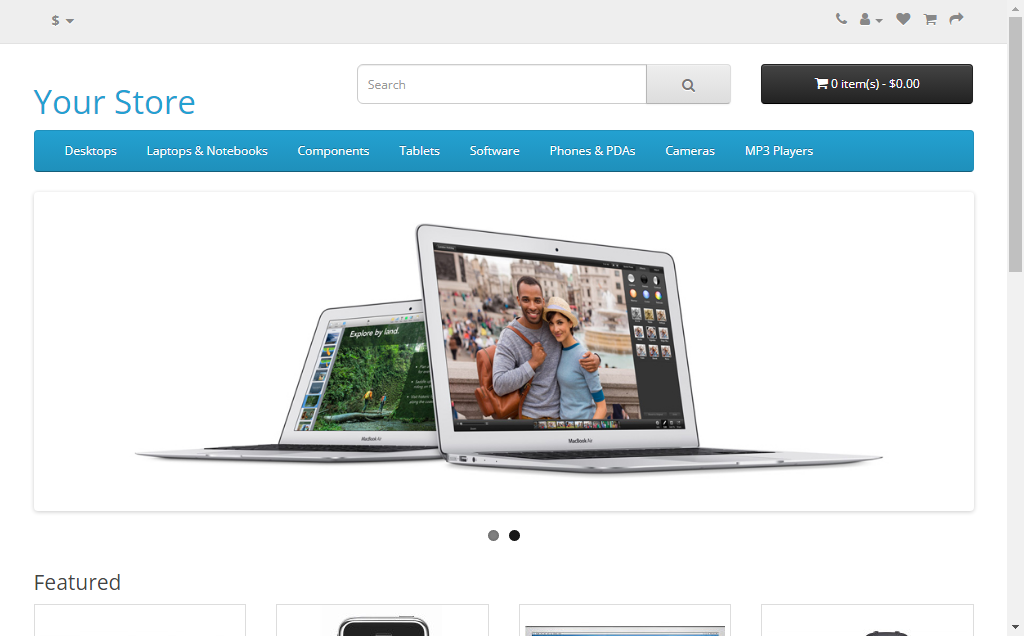 $
Search
0 item(s) - $0.00
Your Store
Desktops
Laptops & Notebooks
Components
Tablets
Software
Phones & PDAs
Cameras
MP3 Players
Explore by land.
MacBook Air
MacBook Air
Featured